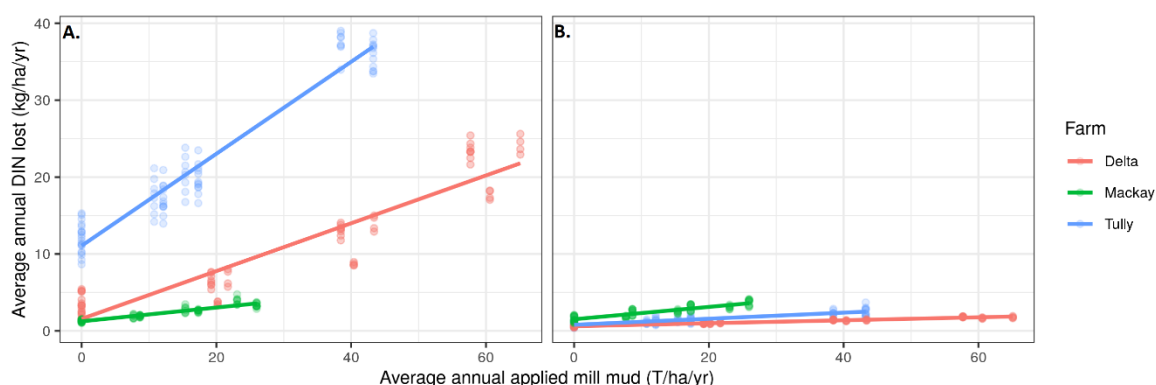 A.
B.
Average annual DIN lost (kg/ha/yr)
40
30
20
10
0
0 20 40 60
0 20 40 60
Average annual applied mill mud (T/ha/yr)
Farm
Delta
Mackay
Tully